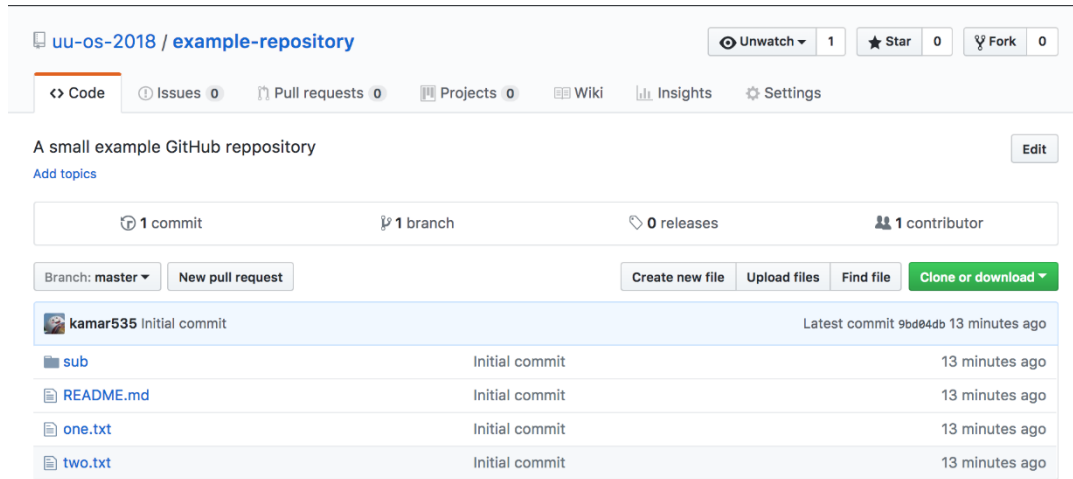 uu-os-2018 / example-repository
Unwatch 1 Star 0 Fork 0
Code Issues 0 Pull requests 0 Projects 0 Wiki Insights Settings
A small example GitHub reppository
Edit
Add topics
1 commit 1 branch 0 releases 1 contributor
Branch: master New pull request Create new file Upload files Find file Clone or download
kamar535 Initial commit Latest commit 9bd04db 13 minutes ago
sub Initial commit 13 minutes ago
README.md Initial commit 13 minutes ago
one.txt Initial commit 13 minutes ago
two.txt Initial commit 13 minutes ago